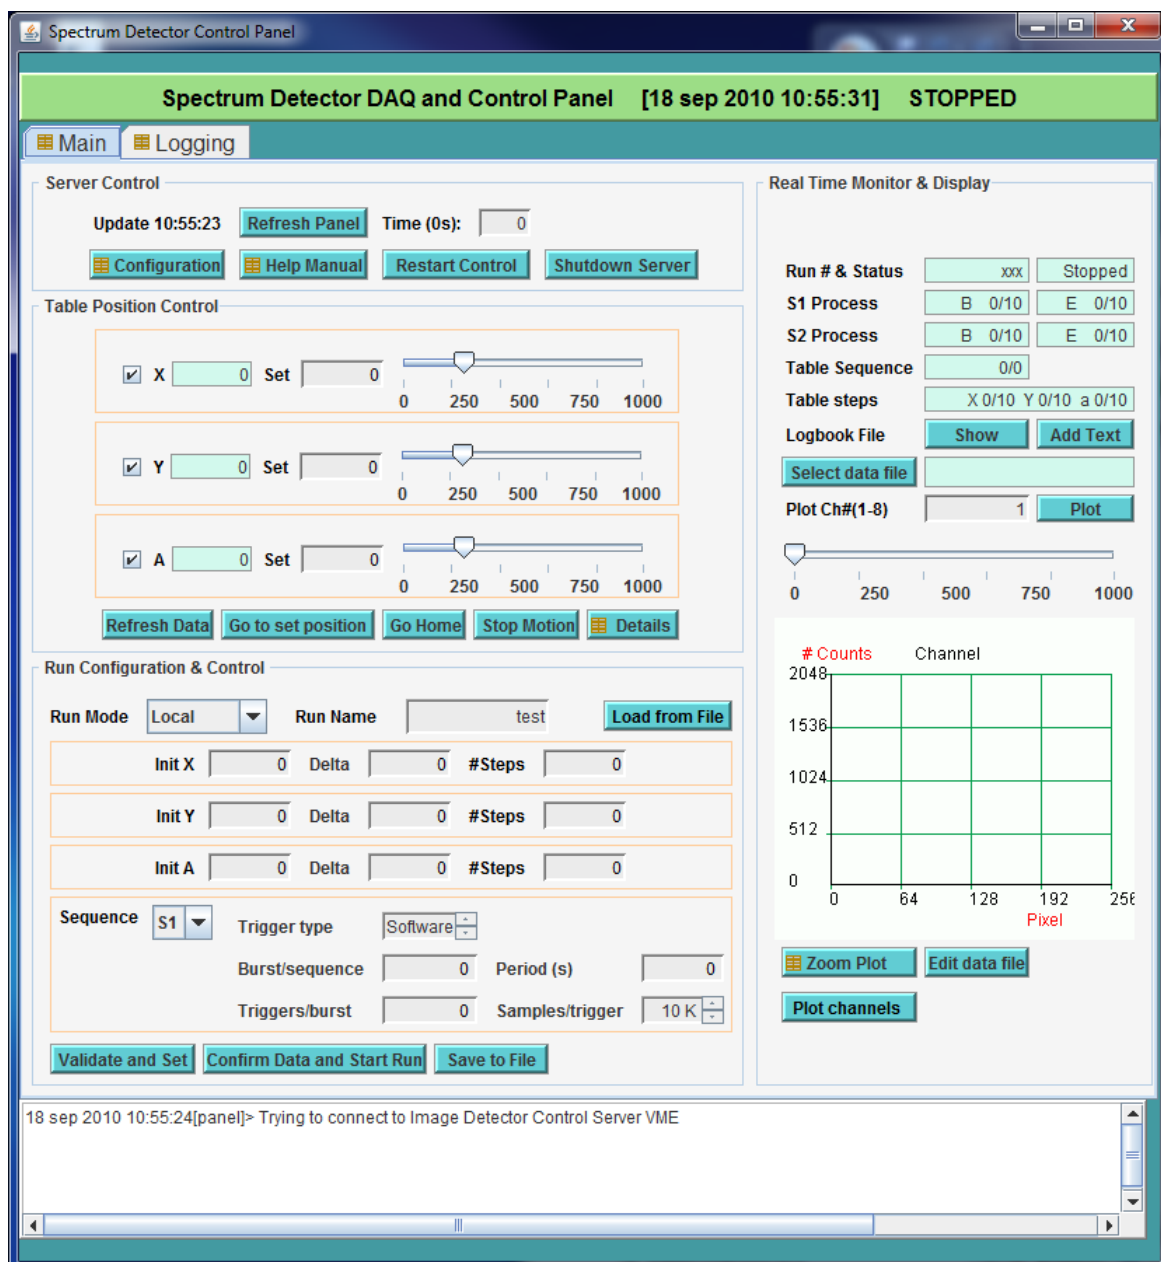 Spectrum Detector Control Panel
Spectrum Detector DAQ and Control Panel [18 sep 2010 10:55:31] STOPPED
Main Logging
Server Control
Update 10:55:23 Refresh Panel Time (0s): 0
Configuration Help Manual Restart Control Shutdown Server
Table Position Control
X 0 Set 0
0 250 500 750 1000
Y 0 Set 0
0 250 500 750 1000
A 0 Set 0
0 250 500 750 1000
Refresh Data Go to set position Go Home Stop Motion Details
Run Configuration & Control
Run Mode Local Run Name test Load from File
Init X 0 Delta 0 #Steps 0
Init Y 0 Delta 0 #Steps 0
Init A 0 Delta 0 #Steps 0
Sequence S1 Trigger type Software
Burst/sequence 0 Period (s) 0
Triggers/burst 0 Samples/trigger 10 K
Validate and Set Confirm Data and Start Run Save to File
Real Time Monitor & Display
Run # & Status xxx Stopped
S1 Process B 0/10 E 0/10
S2 Process B 0/10 E 0/10
Table Sequence 0/0
Table steps X 0/10 Y 0/10 a 0/10
Logbook File Show Add Text
Select data file
Plot Ch#(1-8) 1 Plot
0 250 500 750 1000
# Counts Channel
2048
1536
1024
512
0
0 64 128 192 256
Pixel
Zoom Plot Edit data file
Plot channels
18 sep 2010 10:55:24[panel]> Trying to connect to Image Detector Control Server VME